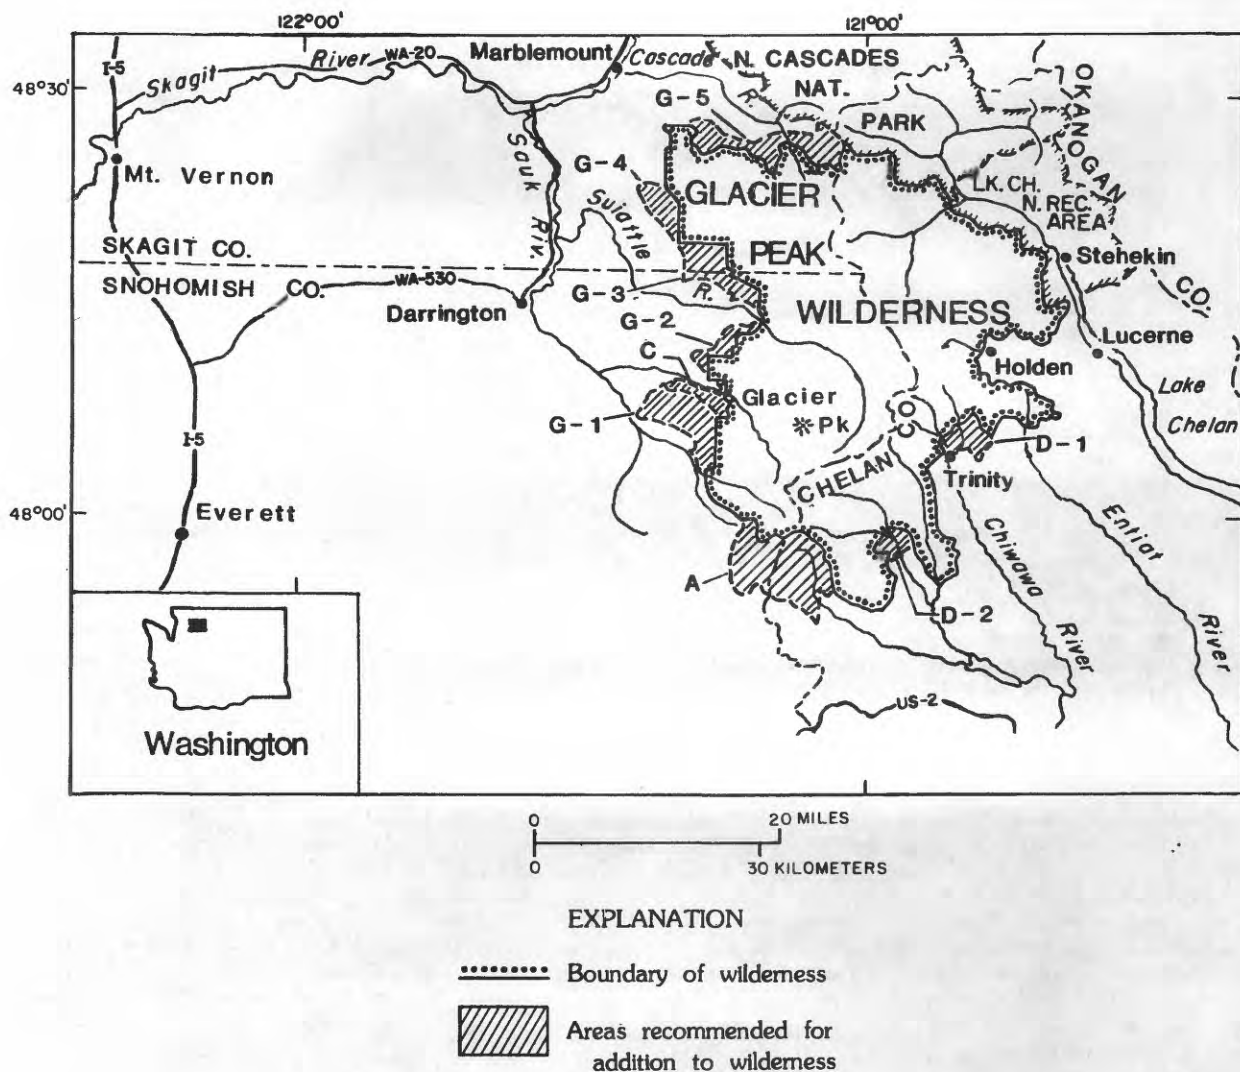 122°00'
121°00'
48°30'
48°00'
I-5
Skagit River
WA-20
Marblemount
Cascade R.
N. CASCADES
NAT.
PARK
OKANOGAN CO.
G-5
G-4
Mt. Vernon
Sauk Riv.
Suiattle R.
GLACIER
PEAK
WILDERNESS
LK. CH.
N. REC.
AREA
SKAGIT CO.
SNOHOMISH CO.
WA-530
Stehekin
G-3
Darrington
G-2
C
Lucerne
Holden
Glacier
Pk
Lake
Chelan
G-1
I-5
CHELAN CO
D-1
Trinity
Everett
A
D-2
Chiwawa River
Entiat River
US-2
Washington
0 20 MILES
0 30 KILOMETERS
EXPLANATION
Boundary of wilderness
Areas recommended for
addition to wilderness